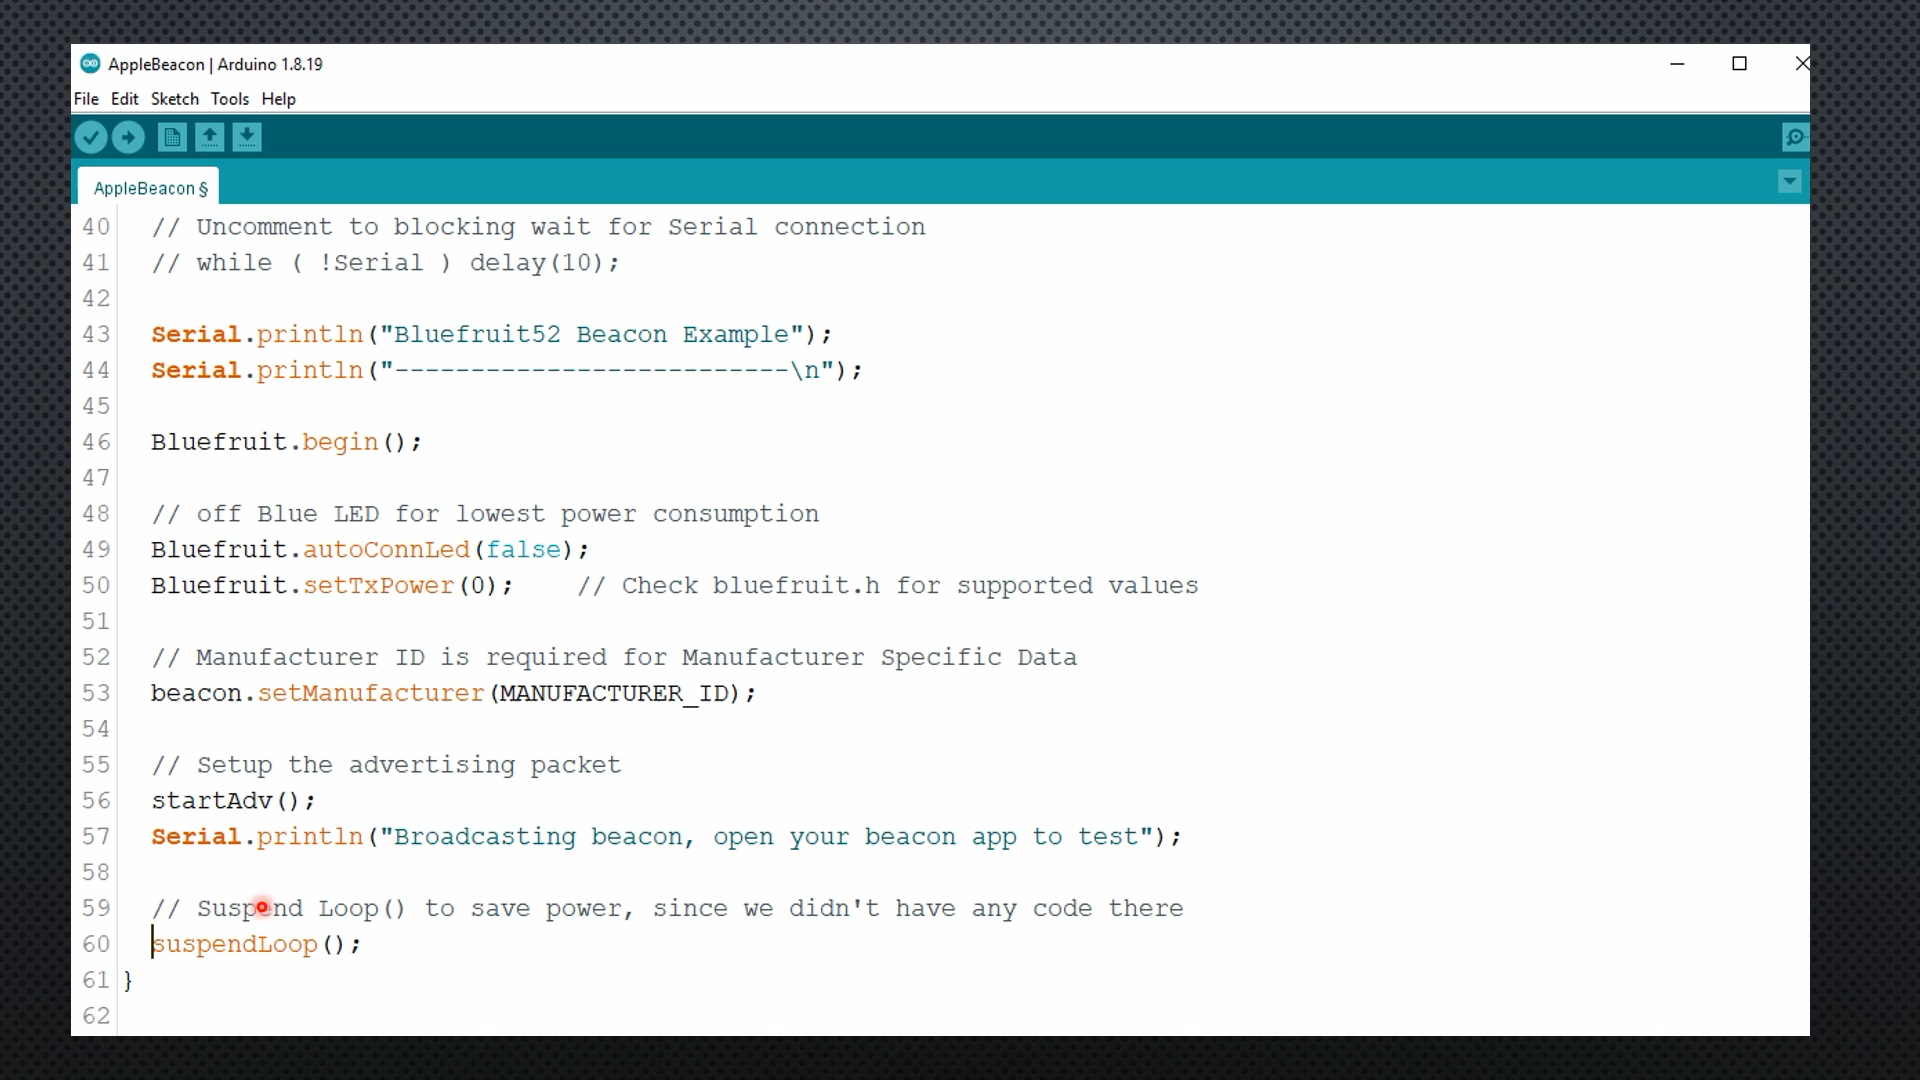 AppleBeacon | Arduino 1.8.19
File Edit Sketch Tools Help
AppleBeacon §
40 // Uncomment to blocking wait for Serial connection
41 // while ( !Serial ) delay(10);
42
43 Serial.println("Bluefruit52 Beacon Example");
44 Serial.println("--------------------------\n");
45
46 Bluefruit.begin();
47
48 // off Blue LED for lowest power consumption
49 Bluefruit.autoConnLed(false);
50 Bluefruit.setTxPower(0);    // Check bluefruit.h for supported values
51
52 // Manufacturer ID is required for Manufacturer Specific Data
53 beacon.setManufacturer(MANUFACTURER_ID);
54
55 // Setup the advertising packet
56 startAdv();
57 Serial.println("Broadcasting beacon, open your beacon app to test");
58
59 // Suspend Loop() to save power, since we didn't have any code there
60 suspendLoop();
61 }
62